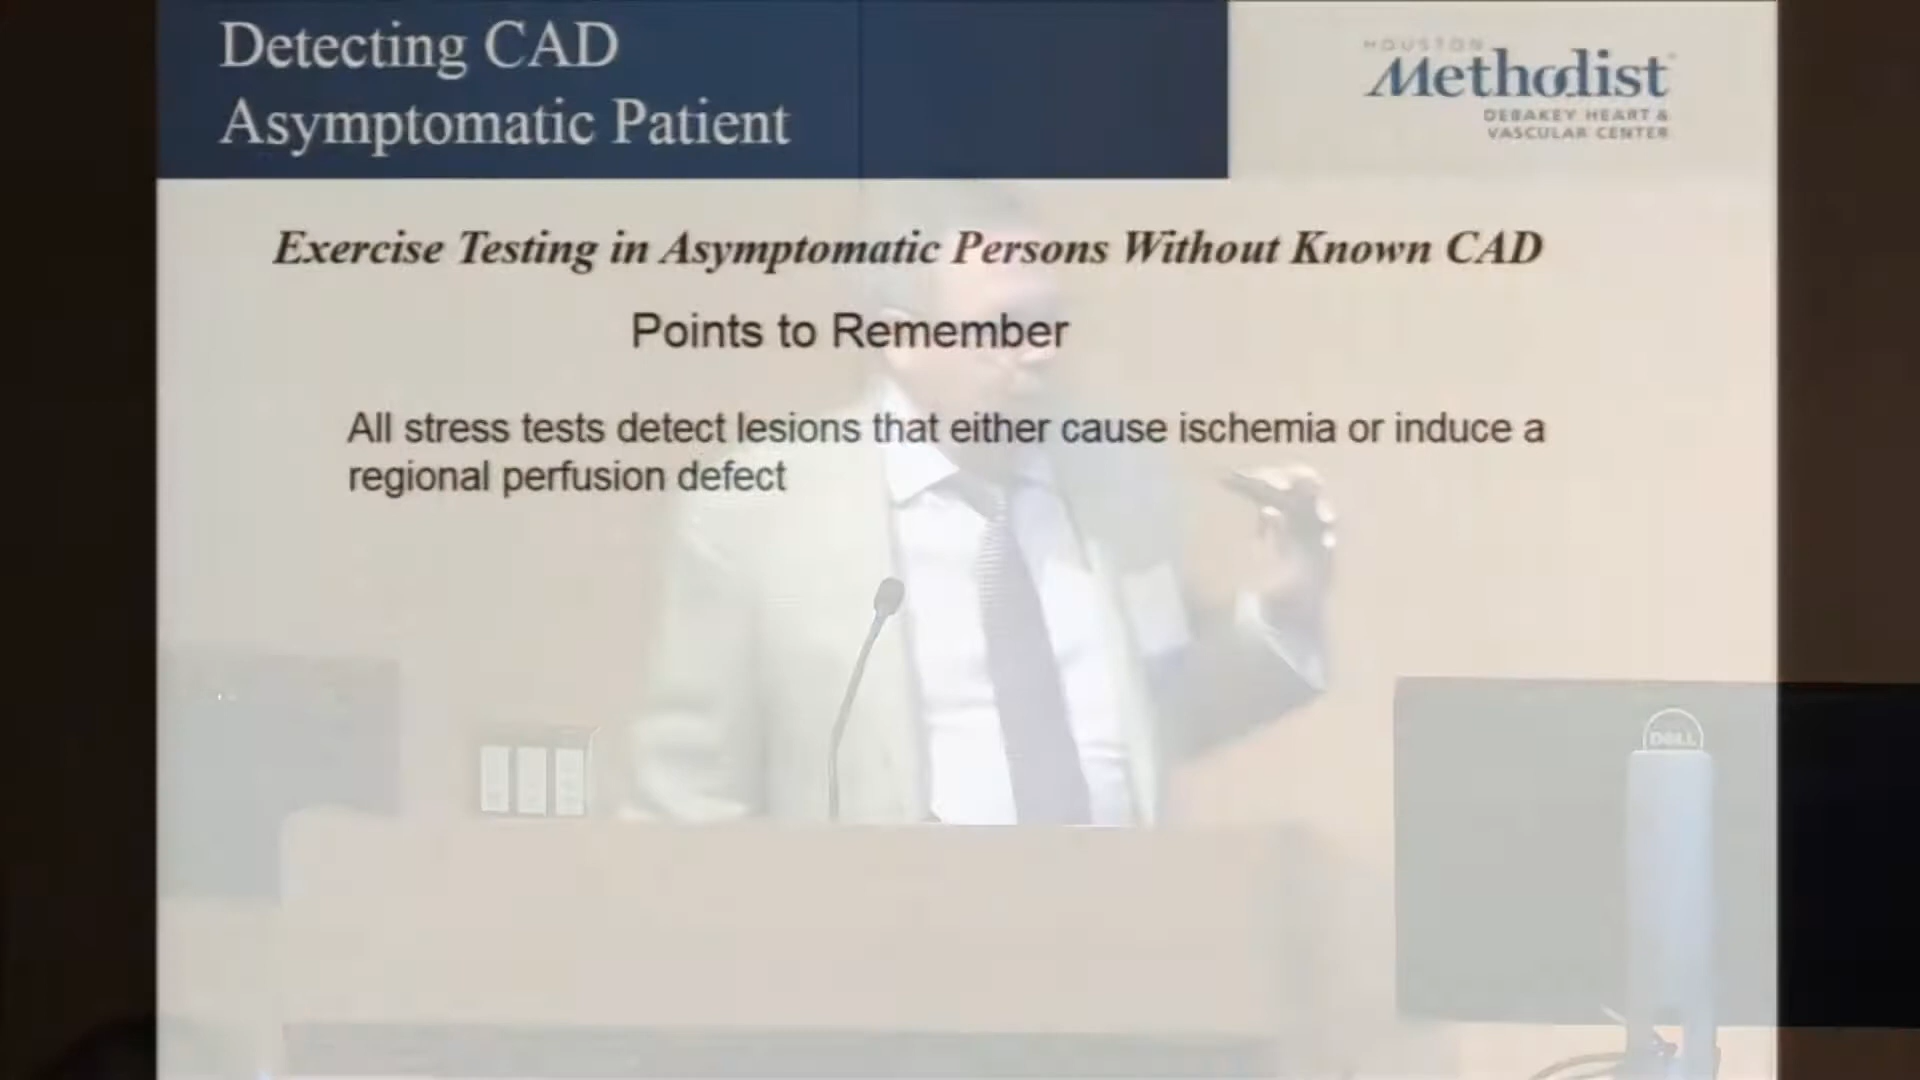 Detecting CAD
Asymptomatic Patient
HOUSTON
Methodist
DEBAKEY HEART &
VASCULAR CENTER
Exercise Testing in Asymptomatic Persons Without Known CAD
Points to Remember
All stress tests detect lesions that either cause ischemia or induce a
regional perfusion defect
DELL